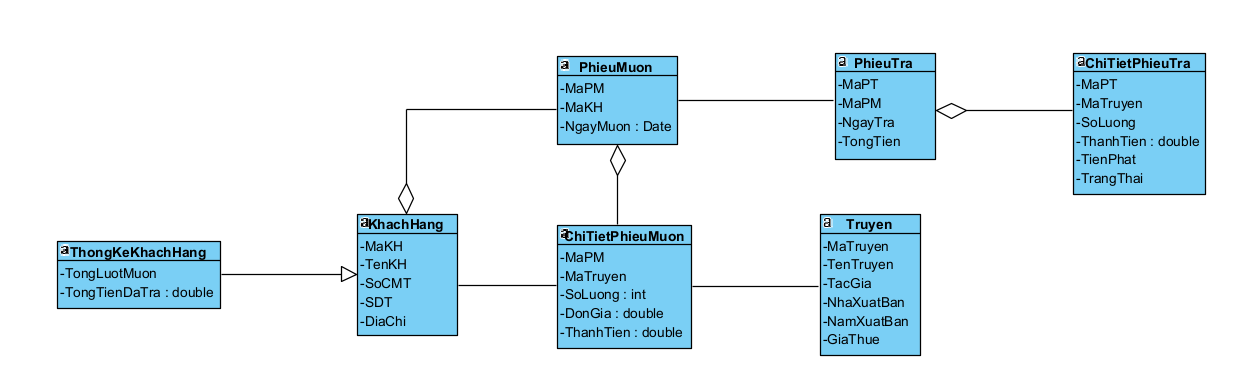 PhieuMuon
-MaPM
-MaKH
-NgayMuon : Date
PhieuTra
-MaPT
-MaPM
-NgayTra
-TongTien
ChiTietPhieuTra
-MaPT
-MaTruyen
-SoLuong
-ThanhTien : double
-TienPhat
-TrangThai
ThongKeKhachHang
-TongLuotMuon
-TongTienDaTra : double
KhachHang
-MaKH
-TenKH
-SoCMT
-SDT
-DiaChi
ChiTietPhieuMuon
-MaPM
-MaTruyen
-SoLuong : int
-DonGia : double
-ThanhTien : double
Truyen
-MaTruyen
-TenTruyen
-TacGia
-NhaXuatBan
-NamXuatBan
-GiaThue